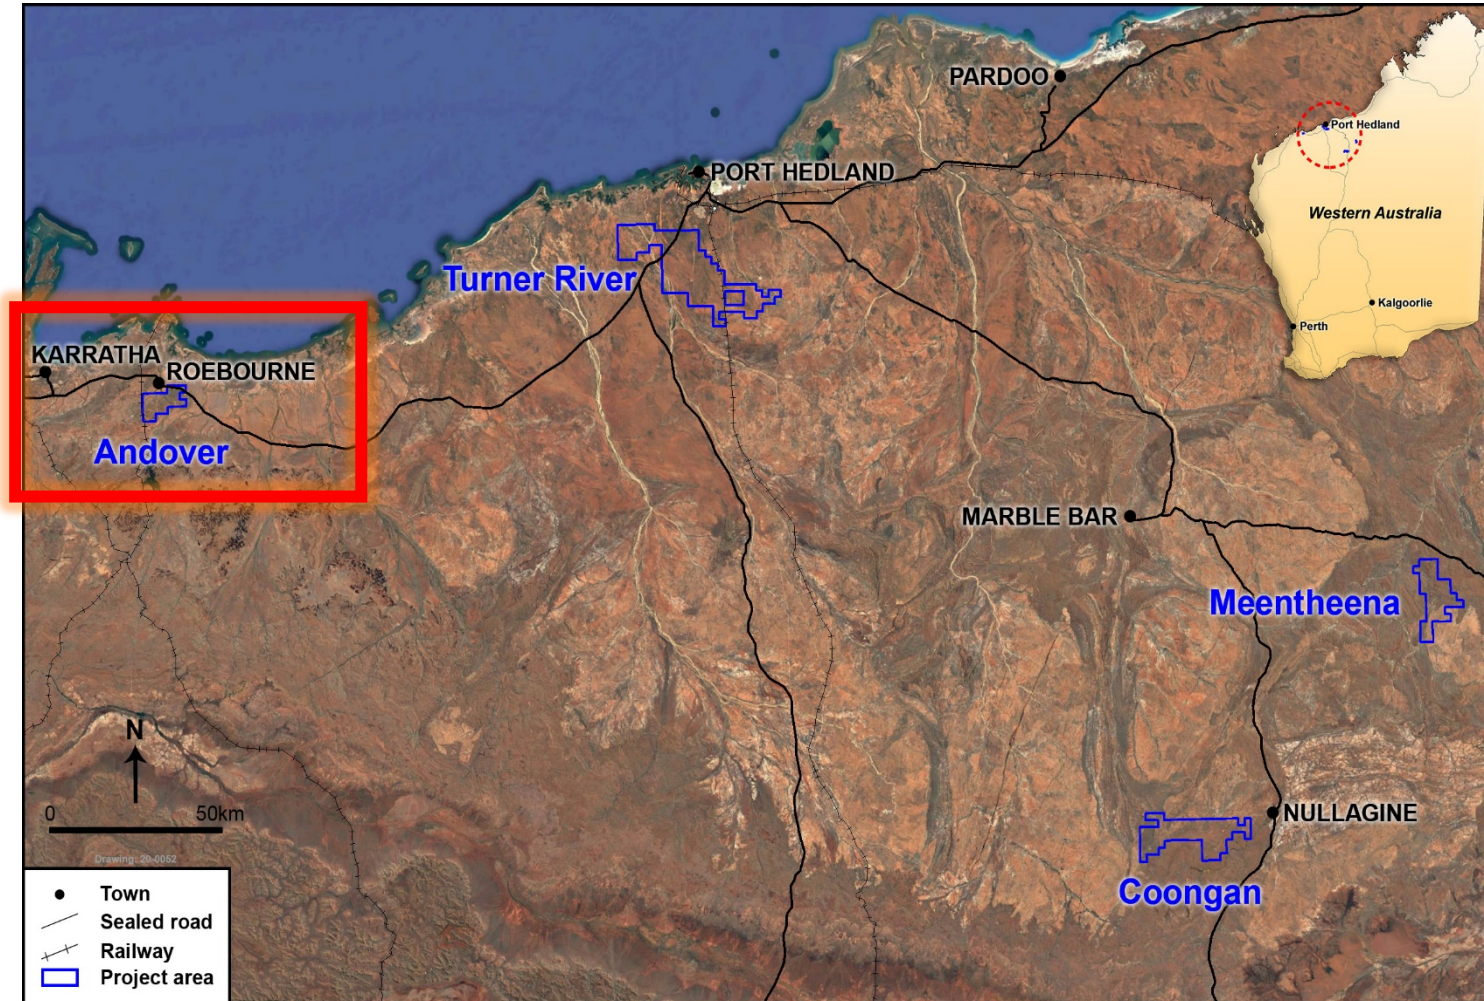 PARDOO
PORT HEDLAND
Turner River
KARRATHA
ROEBOURNE
Andover
MARBLE BAR
Meentheena
NULLAGINE
Coongan
Port Hedland
Western Australia
Kalgoorlie
Perth
N
0 50km
Drawing: 20-0052
Town
Sealed road
Railway
Project area